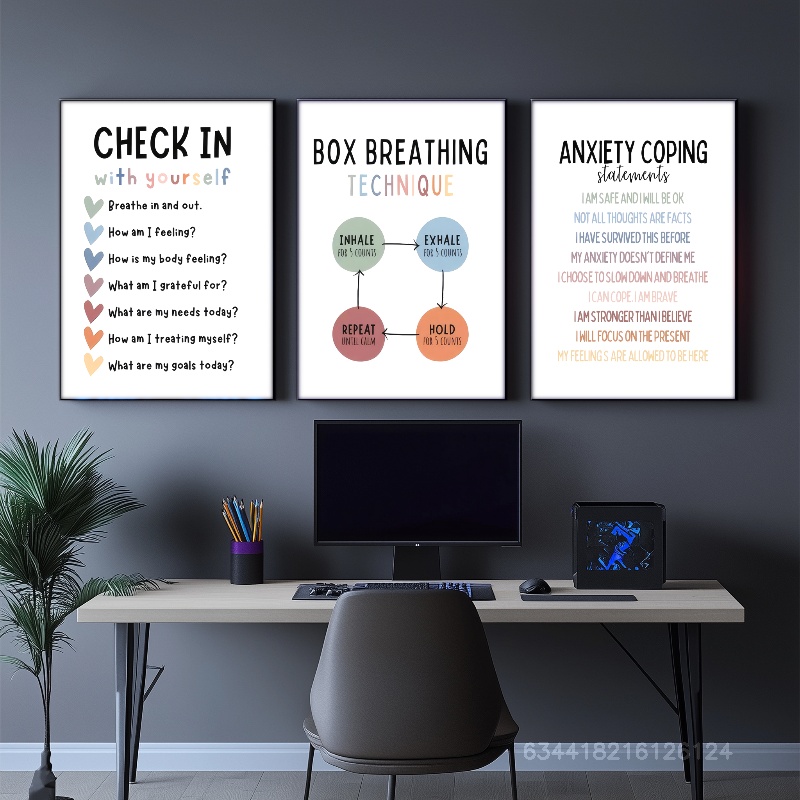 CHECK IN
with yourself
Breathe in and out.
How am I feeling?
How is my body feeling?
What am I grateful for?
What are my needs today?
How am I treating myself?
What are my goals today?
BOX BREATHING
TECHNIQUE
INHALE
FOR 5 COUNTS
EXHALE
FOR 5 COUNTS
REPEAT
UNTIL CALM
HOLD
FOR 5 COUNTS
ANXIETY COPING
statements
I AM SAFE AND I WILL BE OK
NOT ALL THOUGHTS ARE FACTS
I HAVE SURVIVED THIS BEFORE
MY ANXIETY DOESN'T DEFINE ME
I CHOOSE TO SLOW DOWN AND BREATHE
I CAN COPE. I AM BRAVE
I AM STRONGER THAN I BELIEVE
I WILL FOCUS ON THE PRESENT
MY FEELINGS ARE ALLOWED TO BE HERE
634418216126124